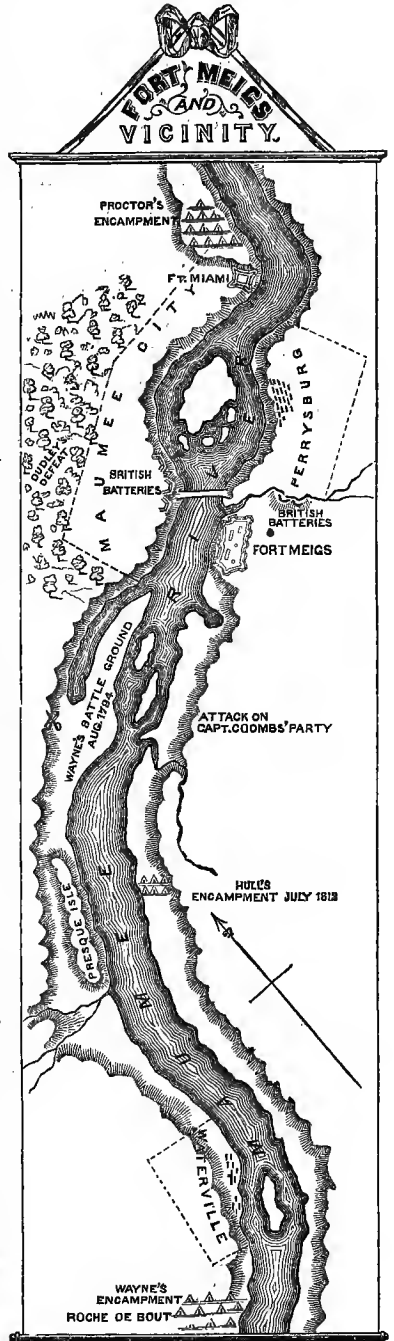 FORT MEIGS
AND
VICINITY.
PROCTOR'S
ENCAMPMENT
FT. MIAMI
MAUMEE CITY
DUDLEY'S
DEFEAT
PERRYSBURG
BRITISH
BATTERIES
BRITISH
BATTERIES
FORT MEIGS
WAYNE'S BATTLE GROUND
AUG. 1794
ATTACK ON
CAPT. COOMBS' PARTY
HULL'S
ENCAMPMENT JULY 1812
PRESQUE ISLE
MAUMEE RIVER
WATERVILLE
WAYNE'S
ENCAMPMENT
ROCHE DE BOUT